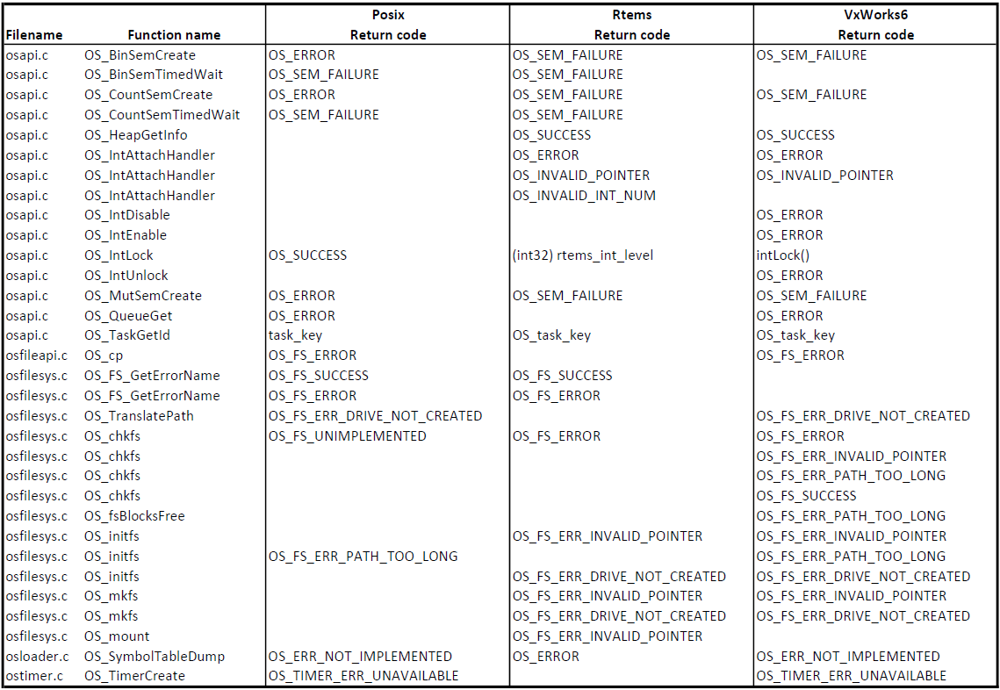 Posix Rtems VxWorks6
Filename Function name Return code Return code Return code
osapi.c OS_BinSemCreate OS_ERROR OS_SEM_FAILURE OS_SEM_FAILURE
osapi.c OS_BinSemTimedWait OS_SEM_FAILURE OS_SEM_FAILURE
osapi.c OS_CountSemCreate OS_ERROR OS_SEM_FAILURE OS_SEM_FAILURE
osapi.c OS_CountSemTimedWait OS_SEM_FAILURE OS_SEM_FAILURE
osapi.c OS_HeapGetInfo OS_SUCCESS OS_SUCCESS
osapi.c OS_IntAttachHandler OS_ERROR OS_ERROR
osapi.c OS_IntAttachHandler OS_INVALID_POINTER OS_INVALID_POINTER
osapi.c OS_IntAttachHandler OS_INVALID_INT_NUM
osapi.c OS_IntDisable OS_ERROR
osapi.c OS_IntEnable OS_ERROR
osapi.c OS_IntLock OS_SUCCESS (int32) rtems_int_level intLock()
osapi.c OS_IntUnlock OS_ERROR
osapi.c OS_MutSemCreate OS_ERROR OS_SEM_FAILURE OS_SEM_FAILURE
osapi.c OS_QueueGet OS_ERROR OS_ERROR
osapi.c OS_TaskGetId task_key OS_task_key OS_task_key
osfileapi.c OS_cp OS_FS_ERROR OS_FS_ERROR
osfilesys.c OS_FS_GetErrorName OS_FS_SUCCESS OS_FS_SUCCESS
osfilesys.c OS_FS_GetErrorName OS_FS_ERROR OS_FS_ERROR
osfilesys.c OS_TranslatePath OS_FS_ERR_DRIVE_NOT_CREATED OS_FS_ERR_DRIVE_NOT_CREATED
osfilesys.c OS_chkfs OS_FS_UNIMPLEMENTED OS_FS_ERROR OS_FS_ERROR
osfilesys.c OS_chkfs OS_FS_ERR_INVALID_POINTER
osfilesys.c OS_chkfs OS_FS_ERR_PATH_TOO_LONG
osfilesys.c OS_chkfs OS_FS_SUCCESS
osfilesys.c OS_fsBlocksFree OS_FS_ERR_PATH_TOO_LONG
osfilesys.c OS_initfs OS_FS_ERR_INVALID_POINTER OS_FS_ERR_INVALID_POINTER
osfilesys.c OS_initfs OS_FS_ERR_PATH_TOO_LONG OS_FS_ERR_PATH_TOO_LONG
osfilesys.c OS_initfs OS_FS_ERR_DRIVE_NOT_CREATED OS_FS_ERR_DRIVE_NOT_CREATED
osfilesys.c OS_mkfs OS_FS_ERR_INVALID_POINTER OS_FS_ERR_INVALID_POINTER
osfilesys.c OS_mkfs OS_FS_ERR_DRIVE_NOT_CREATED OS_FS_ERR_DRIVE_NOT_CREATED
osfilesys.c OS_mount OS_FS_ERR_INVALID_POINTER
osloader.c OS_SymbolTableDump OS_ERR_NOT_IMPLEMENTED OS_ERROR OS_ERR_NOT_IMPLEMENTED
ostimer.c OS_TimerCreate OS_TIMER_ERR_UNAVAILABLE OS_TIMER_ERR_UNAVAILABLE